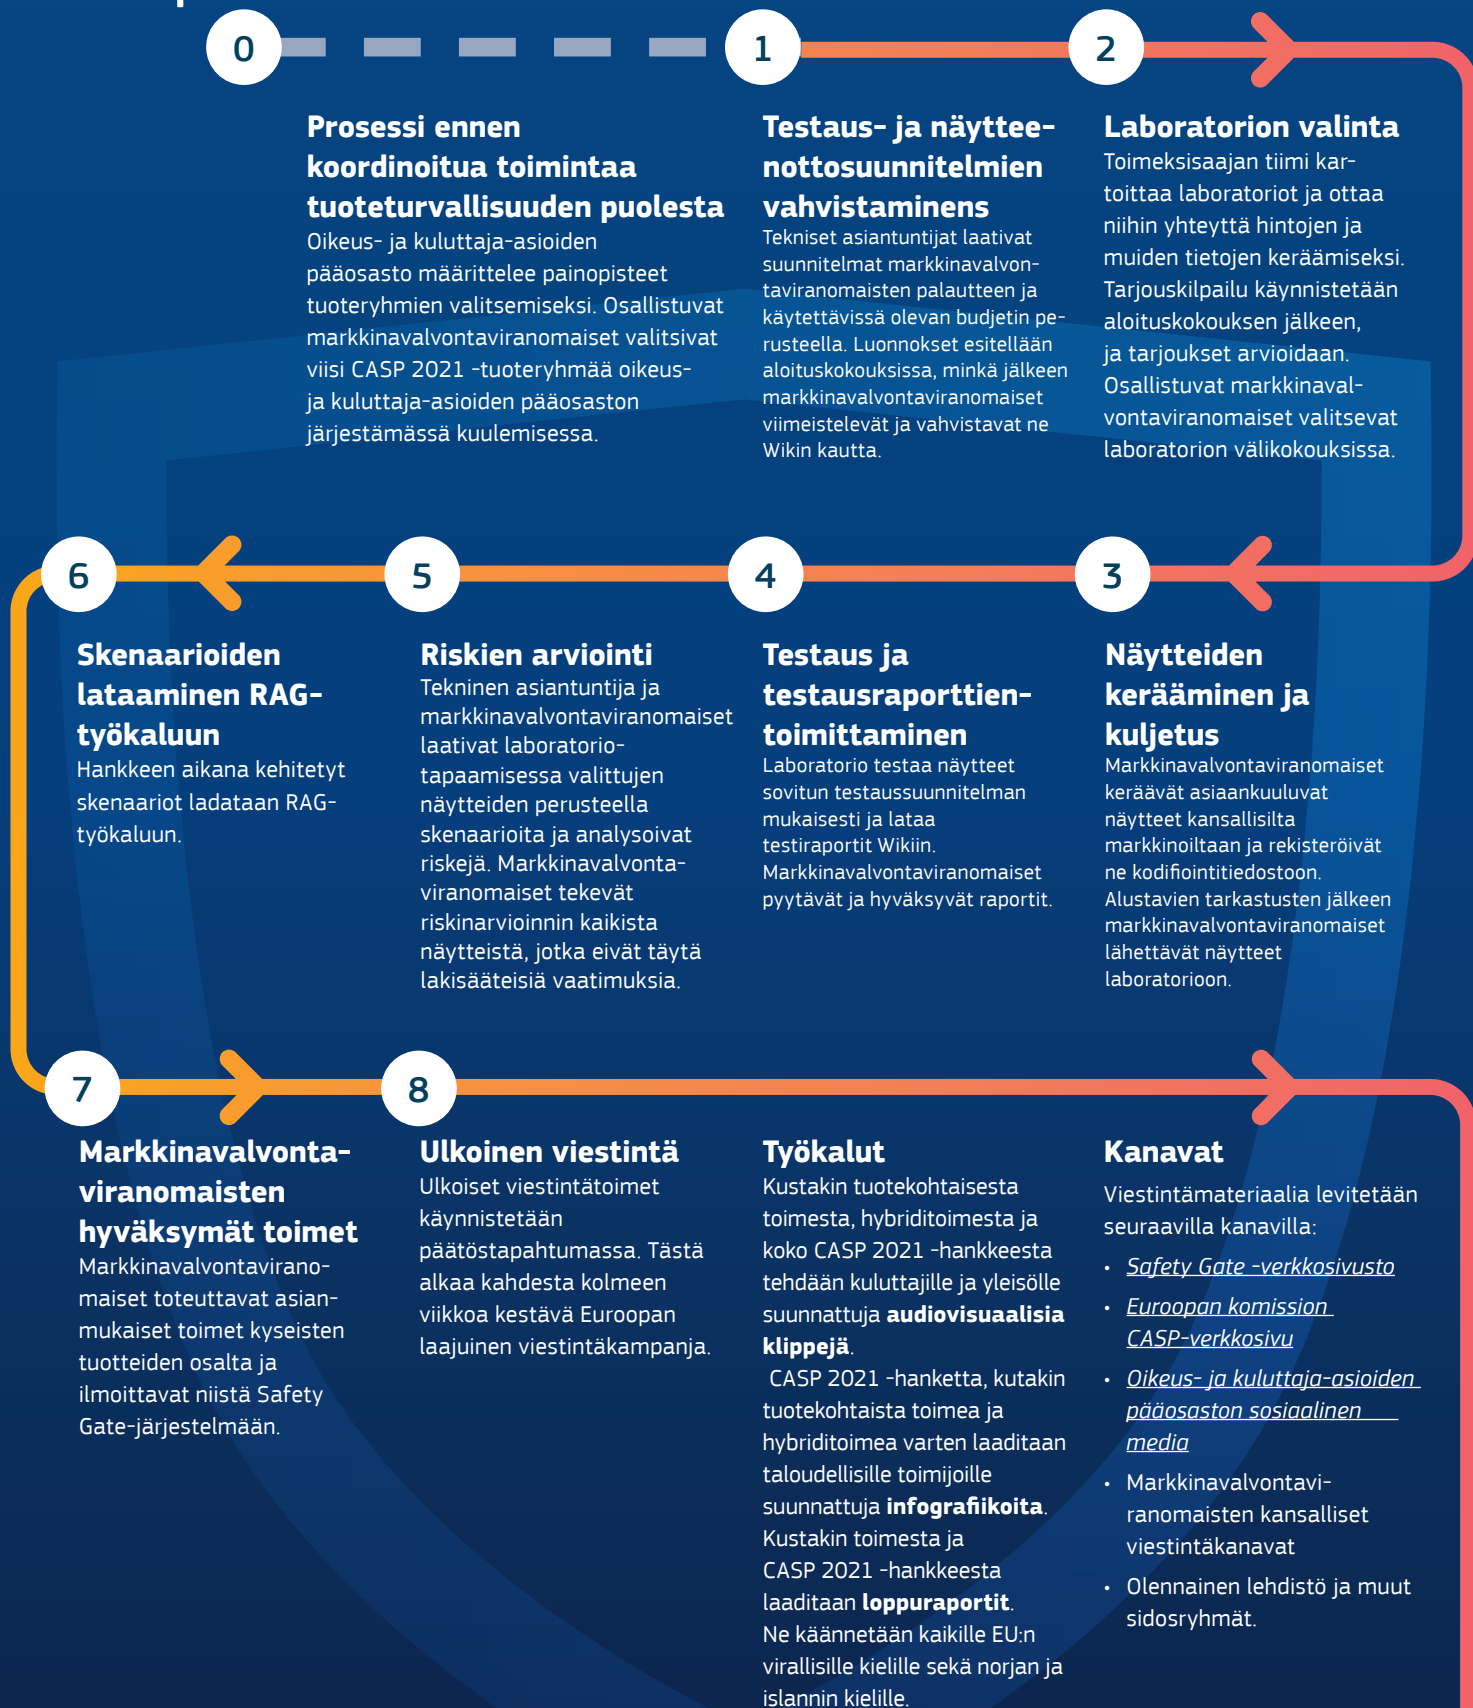 0
1
2
Prosessi ennen
koordinoitua toimintaa
tuoteturvallisuuden puolesta
Oikeus- ja kuluttaja-asioiden
pääosasto määrittelee painopisteet
tuoteryhmien valitsemiseksi. Osallistuvat
markkinavalvontaviranomaiset valitsivat
viisi CASP 2021 -tuoteryhmää oikeus-
ja kuluttaja-asioiden pääosaston
järjestämässä kuulemisessa.
Testaus- ja näyttee-
nottosuunnitelmien
vahvistaminens
Tekniset asiantuntijat laativat
suunnitelmat markkinavalvon-
taviranomaisten palautteen ja
käytettävissä olevan budjetin pe-
rusteella. Luonnokset esitellään
aloituskokouksissa, minkä jälkeen
markkinavalvontaviranomaiset
viimeistelevät ja vahvistavat ne
Wikin kautta.
Laboratorion valinta
Toimeksisaajan tiimi kar-
toittaa laboratoriot ja ottaa
niihin yhteyttä hintojen ja
muiden tietojen keräämiseksi.
Tarjouskilpailu käynnistetään
aloituskokouksen jälkeen,
ja tarjoukset arvioidaan.
Osallistuvat markkinaval-
vontaviranomaiset valitsevat
laboratorion välikokouksissa.
6
5
4
3
Skenaarioiden
lataaminen RAG-
työkaluun
Hankkeen aikana kehitetyt
skenaariot ladataan RAG-
työkaluun.
Riskien arviointi
Tekninen asiantuntija ja
markkinavalvontaviranomaiset
laativat laboratorio-
tapaamisessa valittujen
näytteiden perusteella
skenaarioita ja analysoivat
riskejä. Markkinavalvonta-
viranomaiset tekevät
riskinarvioinnin kaikista
näytteistä, jotka eivät täytä
lakisääteisiä vaatimuksia.
Testaus ja
testausraporttien-
toimittaminen
Laboratorio testaa näytteet
sovitun testaussuunnitelman
mukaisesti ja lataa
testiraportit Wikiin.
Markkinavalvontaviranomaiset
pyytävät ja hyväksyvät raportit.
Näytteiden
kerääminen ja
kuljetus
Markkinavalvontaviranomaiset
keräävät asiaankuuluvat
näytteet kansallisilta
markkinoiltaan ja rekisteröivät
ne kodifiointitiedostoon.
Alustavien tarkastusten jälkeen
markkinavalvontaviranomaiset
lähettävät näytteet
laboratorioon.
7
8
Markkinavalvonta-
viranomaisten
hyväksymät toimet
Markkinavalvontavirano-
maiset toteuttavat asian-
mukaiset toimet kyseisten
tuotteiden osalta ja
ilmoittavat niistä Safety
Gate-järjestelmään.
Ulkoinen viestintä
Ulkoiset viestintätoimet
käynnistetään
päätöstapahtumassa. Tästä
alkaa kahdesta kolmeen
viikkoa kestävä Euroopan
laajuinen viestintäkampanja.
Työkalut
Kustakin tuotekohtaisesta
toimesta, hybriditoimesta ja
koko CASP 2021 -hankkeesta
tehdään kuluttajille ja yleisölle
suunnattuja audiovisuaalisia
klippejä.
CASP 2021 -hanketta, kutakin
tuotekohtaista toimea ja
hybriditoimea varten laaditaan
taloudellisille toimijoille
suunnattuja infografiikoita.
Kustakin toimesta ja
CASP 2021 -hankkeesta
laaditaan loppuraportit.
Ne käännetään kaikille EU:n
virallisille kielille sekä norjan ja
islannin kielille.
Kanavat
Viestintämateriaalia levitetään
seuraavilla kanavilla:
• Safety Gate -verkkosivusto
• Euroopan komission
CASP-verkkosivu
• Oikeus- ja kuluttaja-asioiden
pääosaston sosiaalinen
media
• Markkinavalvontavi-
ranomaisten kansalliset
viestintäkanavat
• Olennainen lehdistö ja muut
sidosryhmät.